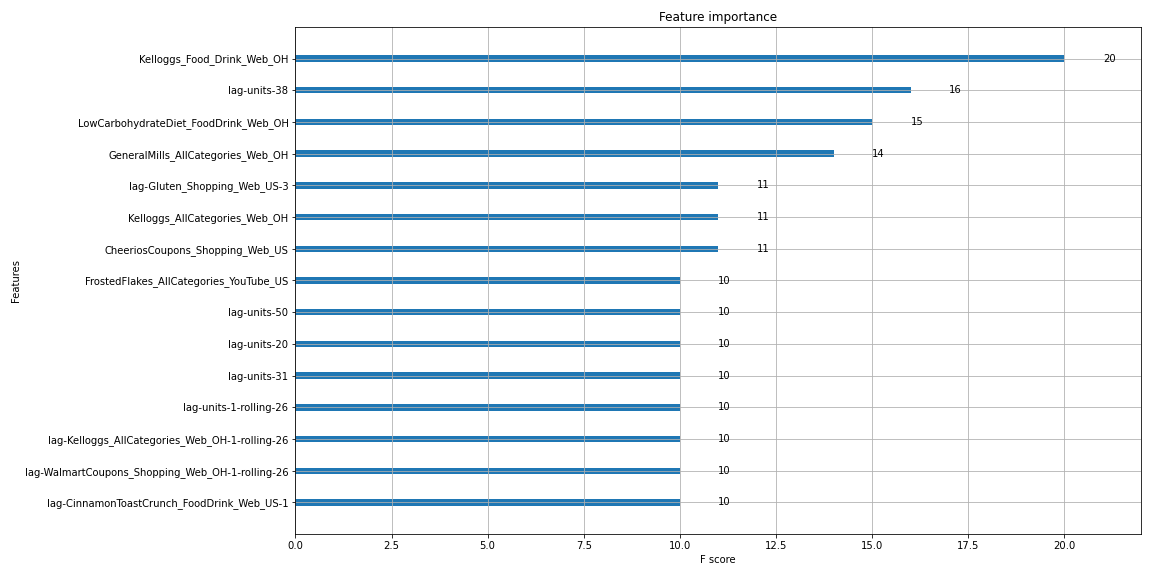 Feature importance
Features
Kelloggs_Food_Drink_Web_OH 20
lag-units-38 16
LowCarbohydrateDiet_FoodDrink_Web_OH 15
GeneralMills_AllCategories_Web_OH 14
lag-Gluten_Shopping_Web_US-3 11
Kelloggs_AllCategories_Web_OH 11
CheeriosCoupons_Shopping_Web_US 11
FrostedFlakes_AllCategories_YouTube_US 10
lag-units-50 10
lag-units-20 10
lag-units-31 10
lag-units-1-rolling-26 10
lag-Kelloggs_AllCategories_Web_OH-1-rolling-26 10
lag-WalmartCoupons_Shopping_Web_OH-1-rolling-26 10
lag-CinnamonToastCrunch_FoodDrink_Web_US-1 10
0.0 2.5 5.0 7.5 10.0 12.5 15.0 17.5 20.0
F score